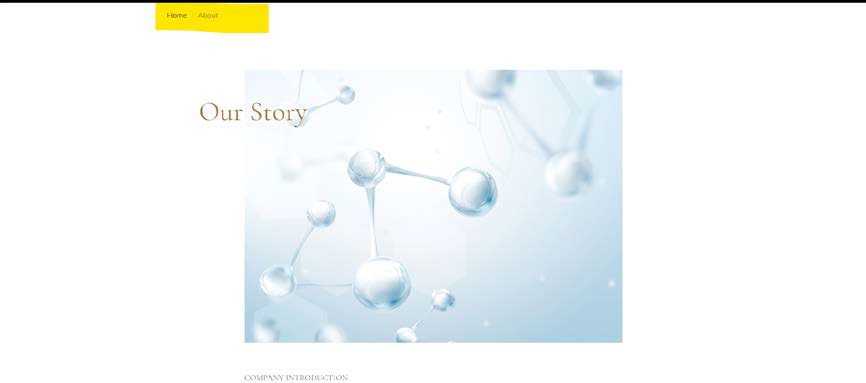 Home About
Our Story
COMPANY INTRODUCTION